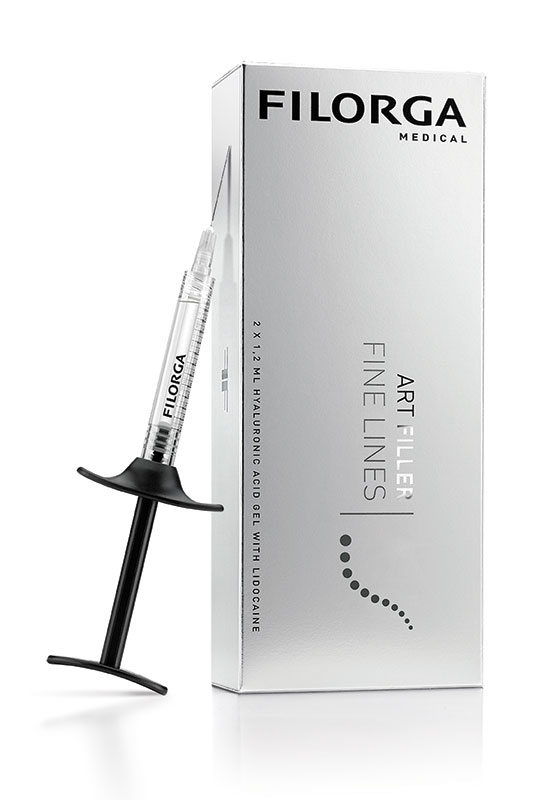 FILORGA
MEDICAL
FILORGA
2 X 1,2 ML HYALURONIC ACID GEL WITH LIDOCAINE
ART FILLER
FINE LINES